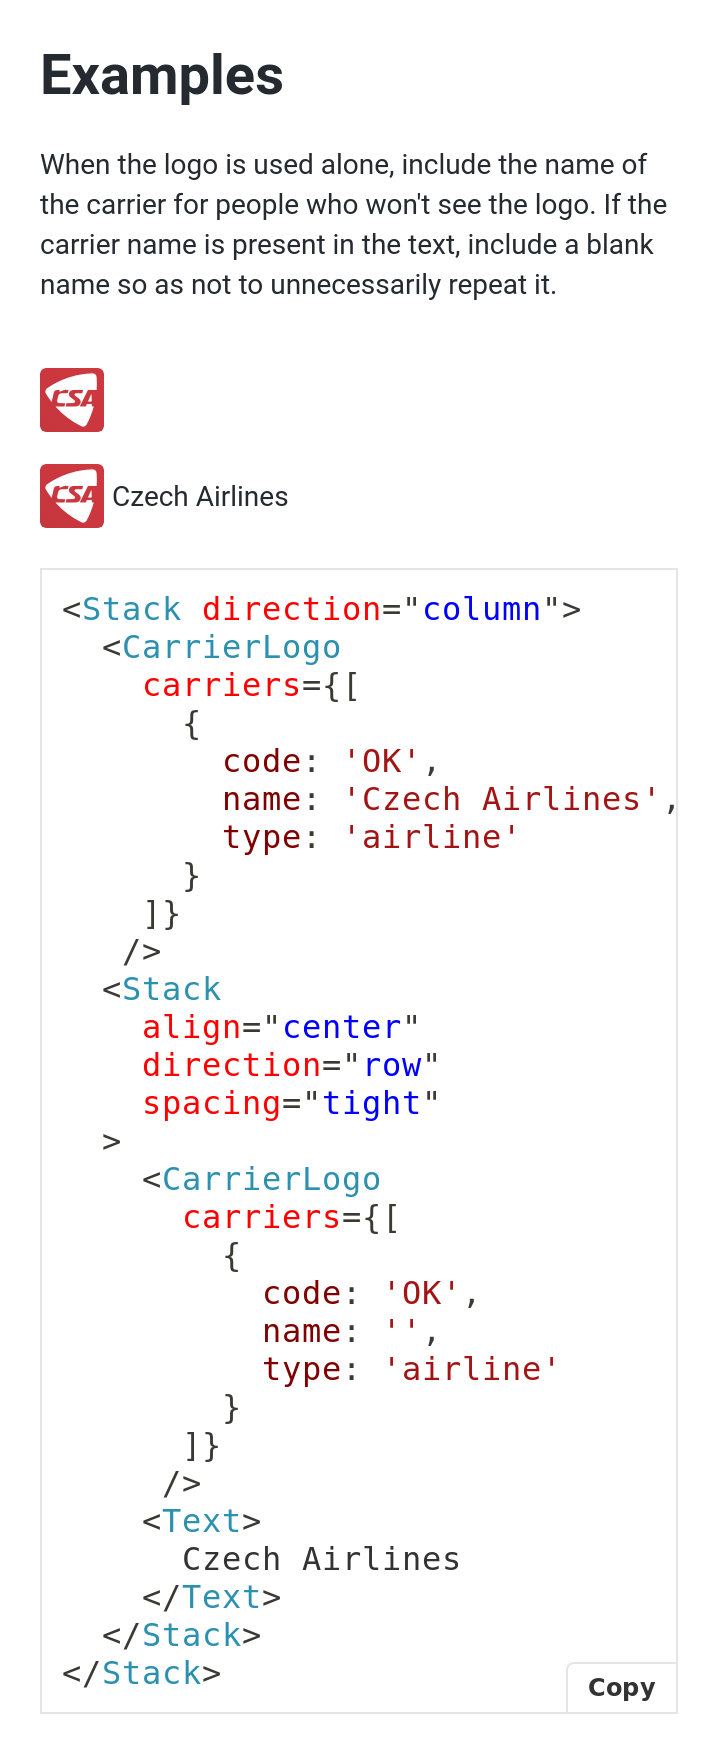 Examples
When the logo is used alone, include the name of
the carrier for people who won't see the logo. If the
carrier name is present in the text, include a blank
name so as not to unnecessarily repeat it.
CSA
CSA Czech Airlines
<Stack direction="column">
  <CarrierLogo
    carriers={[
      {
        code: 'OK',
        name: 'Czech Airlines',
        type: 'airline'
      }
    ]}
   />
  <Stack
    align="center"
    direction="row"
    spacing="tight"
  >
    <CarrierLogo
      carriers={[
        {
          code: 'OK',
          name: '',
          type: 'airline'
        }
      ]}
     />
    <Text>
      Czech Airlines
    </Text>
  </Stack>
</Stack>
Copy